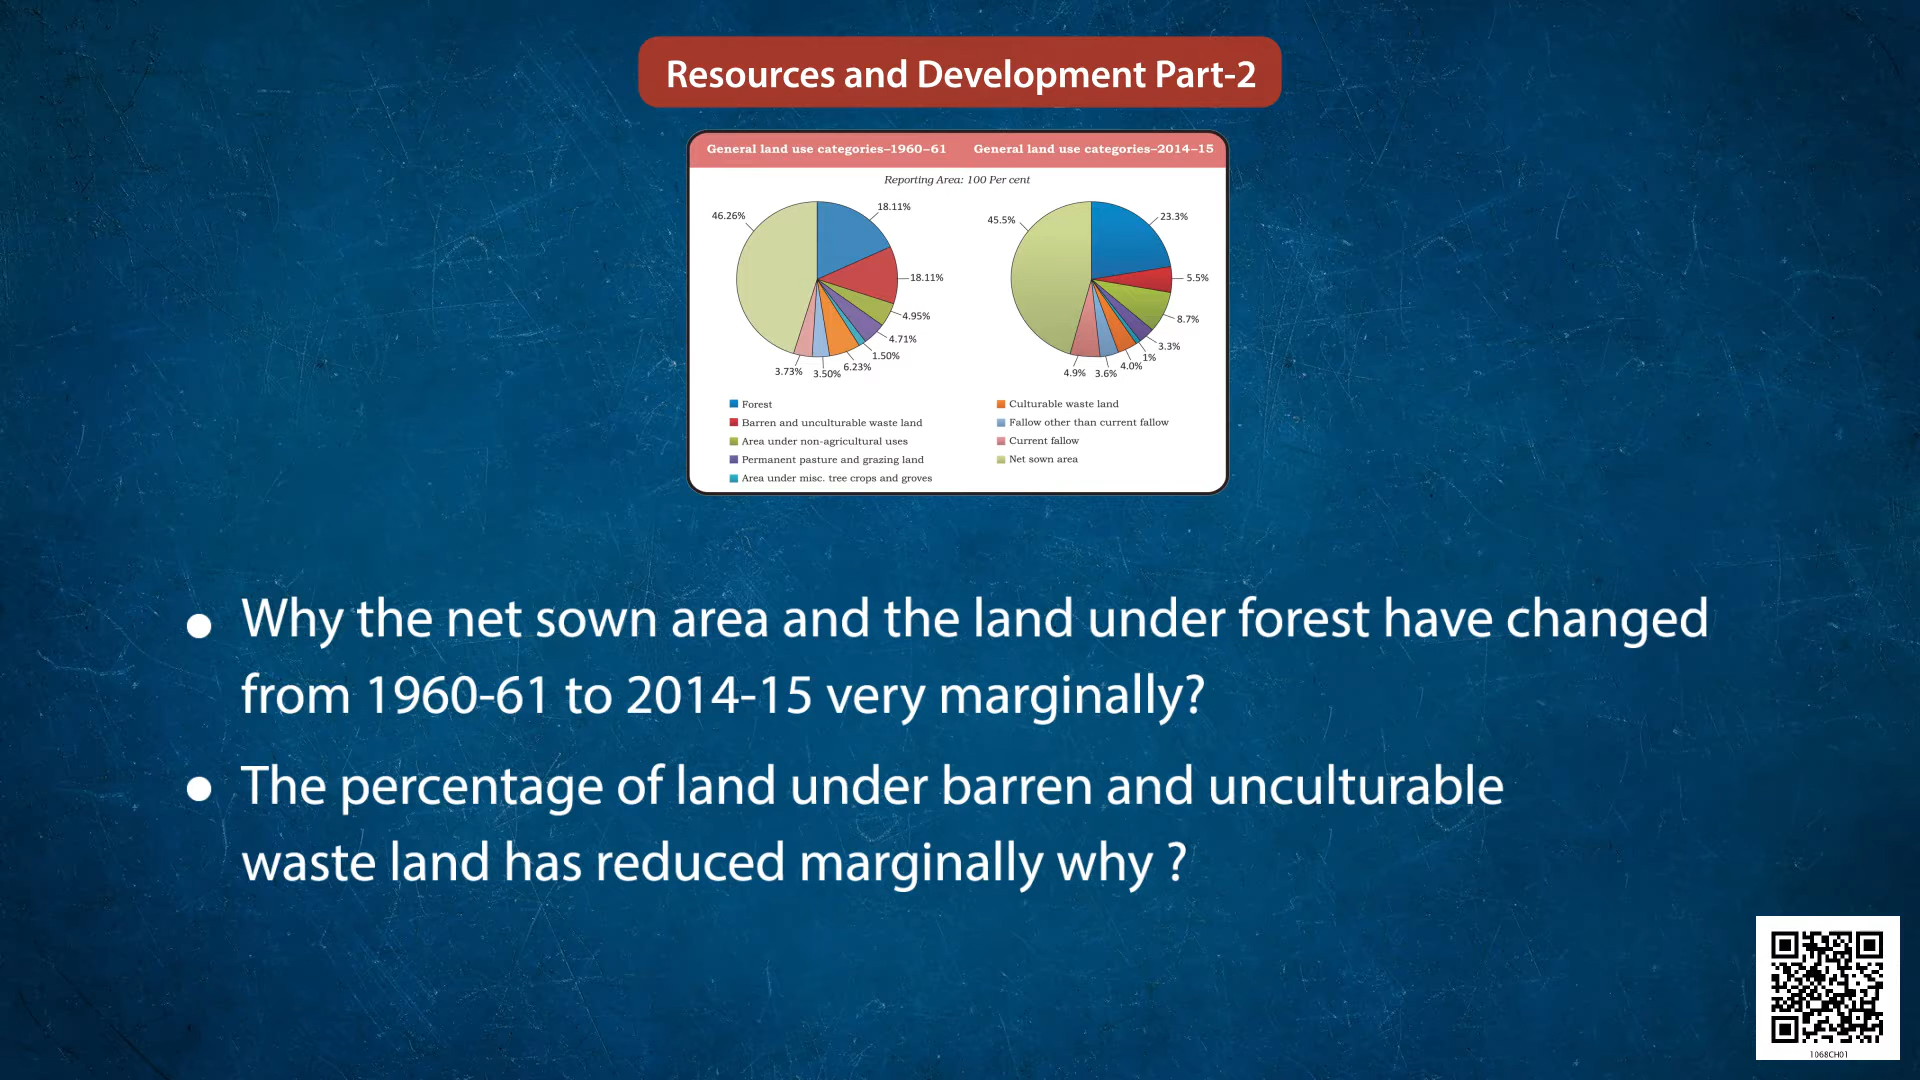 Resources and Development Part-2
General land use categories–1960–61
General land use categories–2014–15
Reporting Area: 100 Per cent
46.26%
18.11%
18.11%
4.95%
4.71%
1.50%
6.23%
3.50%
3.73%
45.5%
23.3%
5.5%
8.7%
3.3%
1%
4.0%
3.6%
4.9%
Forest
Barren and unculturable waste land
Area under non-agricultural uses
Permanent pasture and grazing land
Area under misc. tree crops and groves
Culturable waste land
Fallow other than current fallow
Current fallow
Net sown area
● Why the net sown area and the land under forest have changed
from 1960-61 to 2014-15 very marginally?
● The percentage of land under barren and unculturable
waste land has reduced marginally why ?
1068CH01